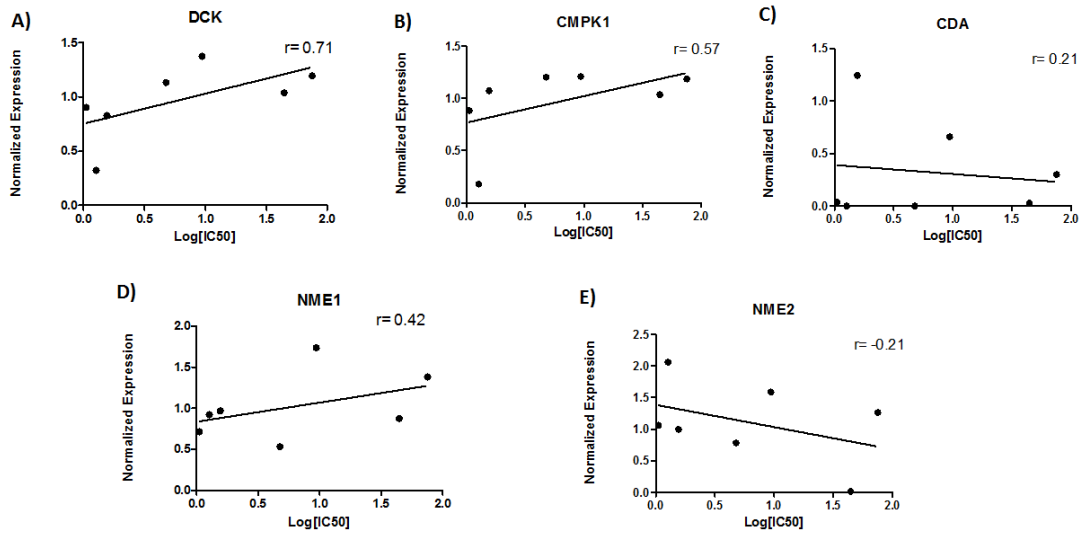 A)
DCK
r= 0.71
Normalized Expression
1.5
1.0
0.5
0.0
0.0 0.5 1.0 1.5 2.0
Log[IC50]
B)
CMPK1
r= 0.57
Normalized Expression
1.5
1.0
0.5
0.0
0.0 0.5 1.0 1.5 2.0
Log[IC50]
C)
CDA
r= 0.21
Normalized Expression
1.5
1.0
0.5
0.0
0.0 0.5 1.0 1.5 2.0
Log[IC50]
D)
NME1
r= 0.42
Normalized Expression
2.0
1.5
1.0
0.5
0.0
0.0 0.5 1.0 1.5 2.0
Log[IC50]
E)
NME2
r= -0.21
Normalized Expression
2.5
2.0
1.5
1.0
0.5
0.0
0.0 0.5 1.0 1.5 2.0
Log[IC50]